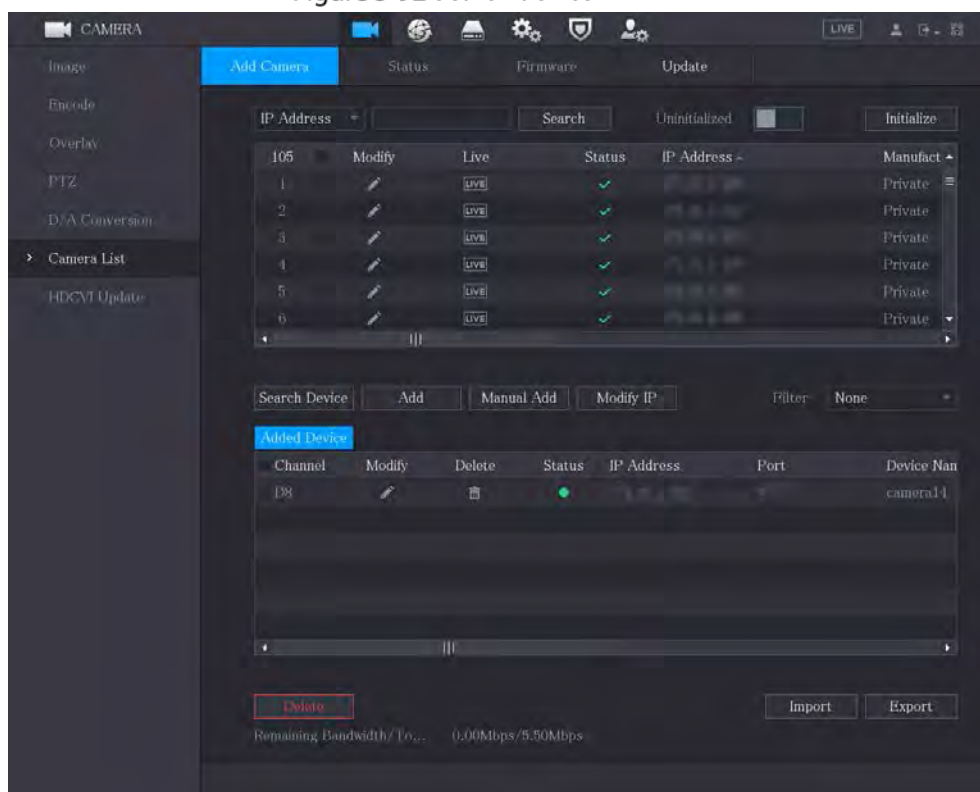 CAMERA LIVE
Image
Encode
Overlay
PTZ
D/A Conversion
Camera List
HDCVI Update
Add Camera Status Firmware Update
IP Address Search Uninitialized Initialize
105 Modify Live Status IP Address Manufact
1 LIVE Private
2 LIVE Private
3 LIVE Private
4 LIVE Private
5 LIVE Private
6 LIVE Private
Search Device Add Manual Add Modify IP Filter None
Added Device
Channel Modify Delete Status IP Address Port Device Nam
D8 camera14
Delete Import Export
Remaining Bandwidth/To... 0.00Mbps/5.50Mbps